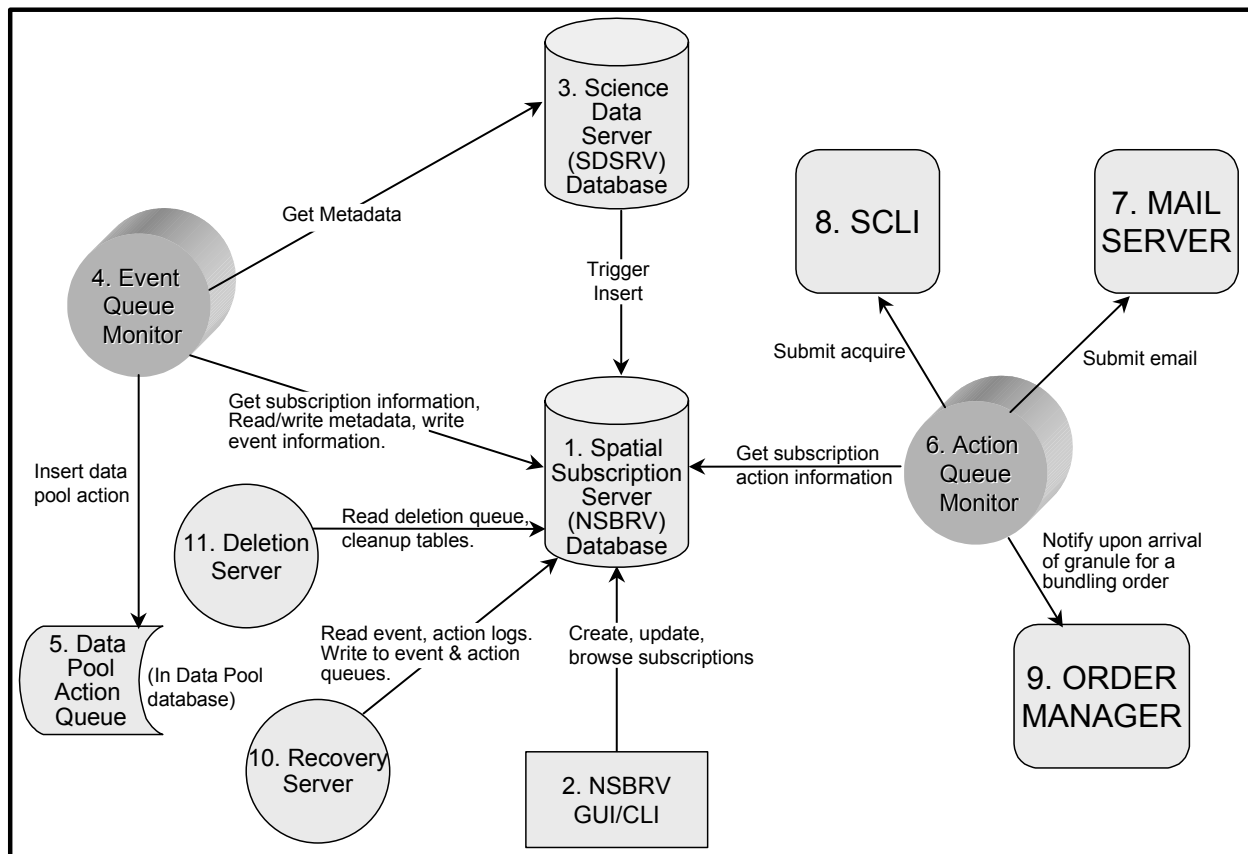 3. Science
Data
Server
(SDSRV)
Database
8. SCLI
7. MAIL
SERVER
Get Metadata
4. Event
Queue
Monitor
Trigger
Insert
Submit acquire
Submit email
Get subscription information,
Read/write metadata, write
event information.
1. Spatial
Subscription
Server
(NSBRV)
Database
Get subscription
action information
6. Action
Queue
Monitor
Insert data
pool action
11. Deletion
Server
Read deletion queue,
cleanup tables.
Notify upon arrival
of granule for a
bundling order
5. Data
Pool
Action
Queue
(In Data Pool
database)
Read event, action logs.
Write to event & action
queues.
Create, update,
browse subscriptions
9. ORDER
MANAGER
10. Recovery
Server
2. NSBRV
GUI/CLI